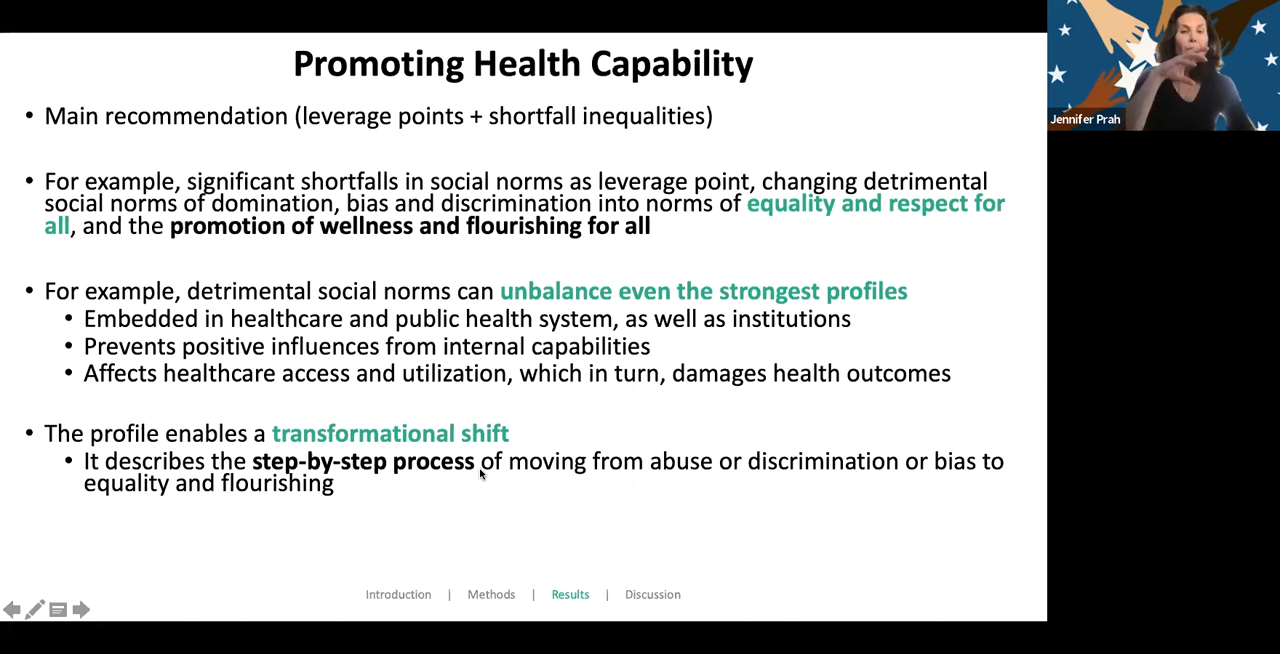 Promoting Health Capability
• Main recommendation (leverage points + shortfall inequalities)
• For example, significant shortfalls in social norms as leverage point, changing detrimental
social norms of domination, bias and discrimination into norms of equality and respect for
all, and the promotion of wellness and flourishing for all
• For example, detrimental social norms can unbalance even the strongest profiles
• Embedded in healthcare and public health system, as well as institutions
• Prevents positive influences from internal capabilities
• Affects healthcare access and utilization, which in turn, damages health outcomes
• The profile enables a transformational shift
• It describes the step-by-step process of moving from abuse or discrimination or bias to
equality and flourishing
Introduction | Methods | Results | Discussion
Jennifer Prah